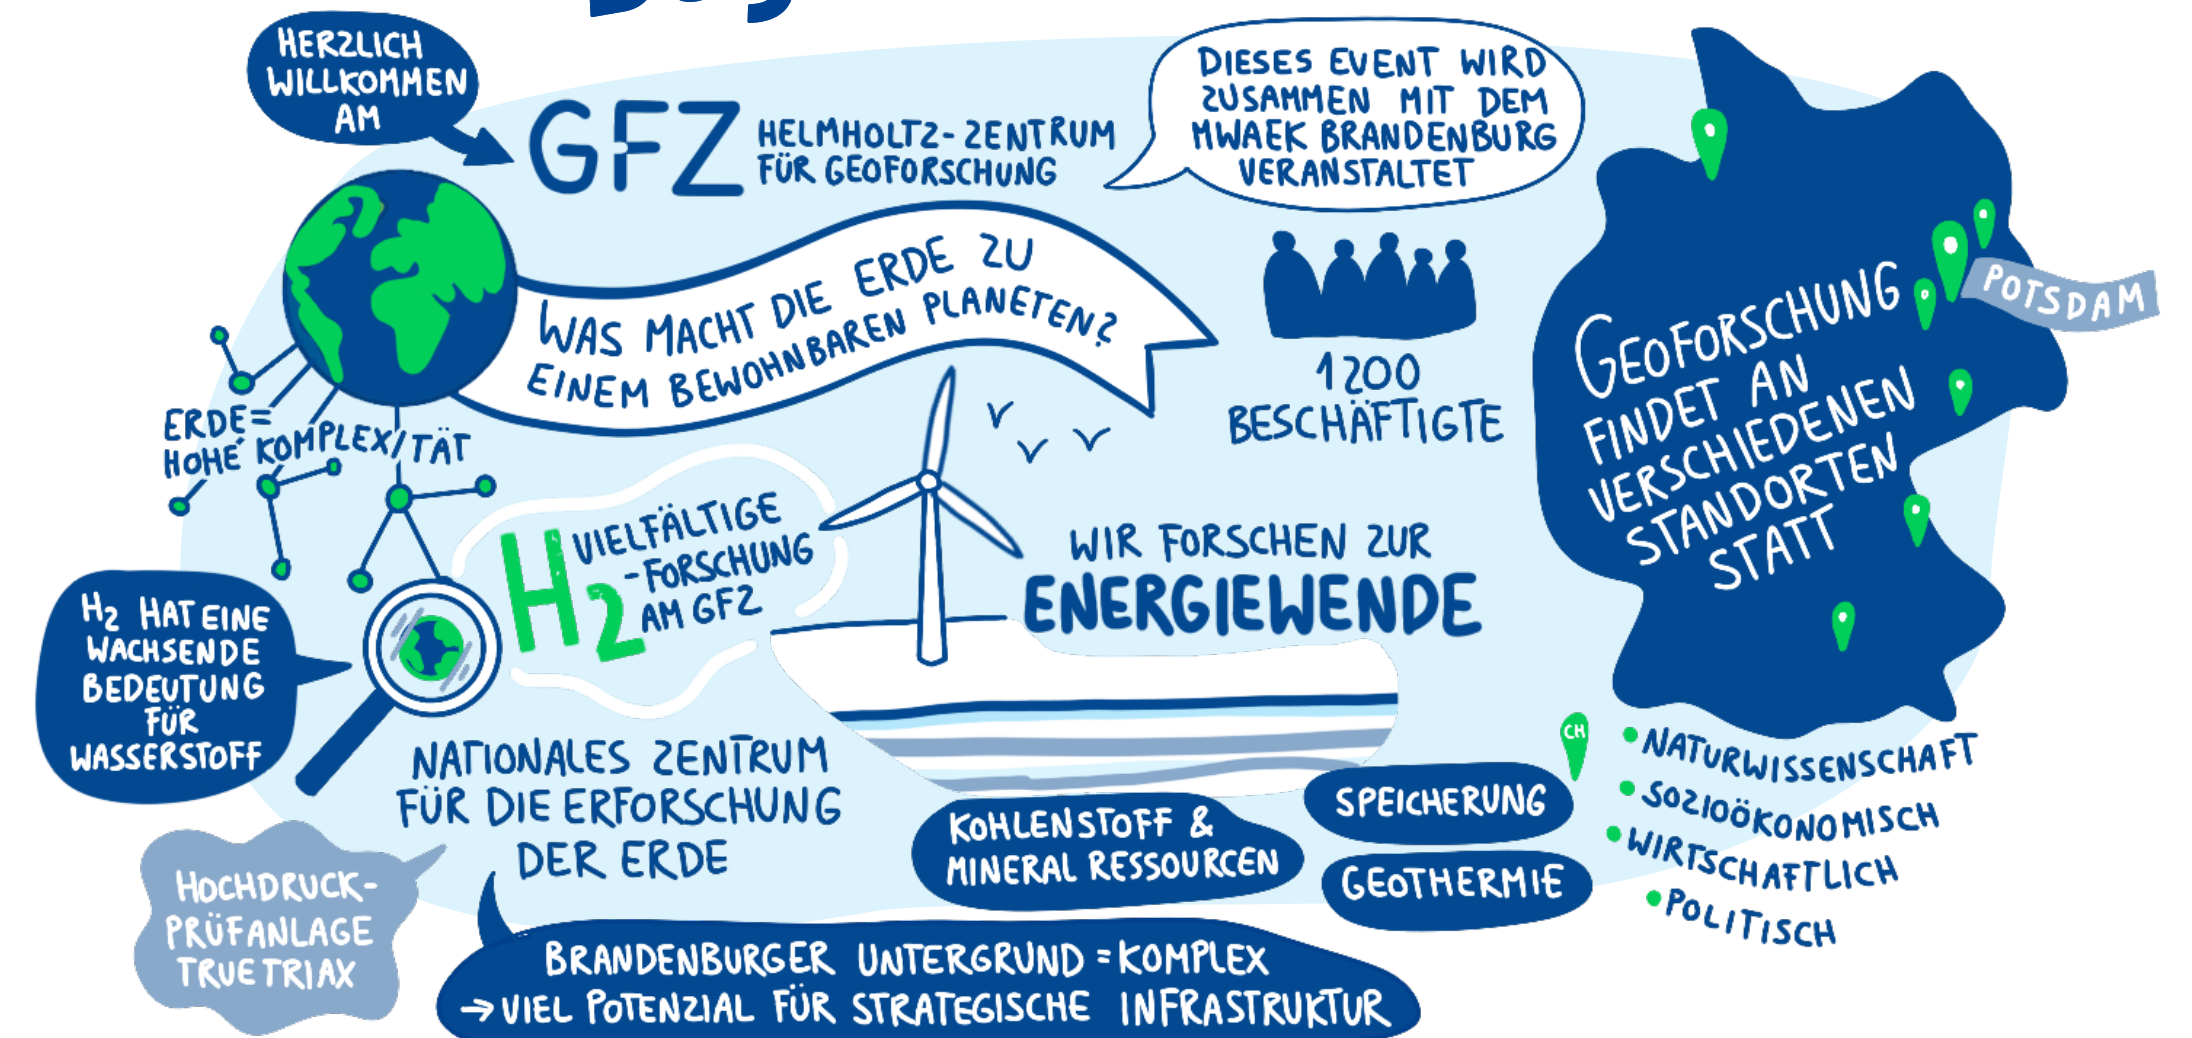 HERZLICH
WILLKOMMEN
AM
GFZ
HELMHOLTZ-ZENTRUM
FÜR GEOFORSCHUNG
DIESES EVENT WIRD
ZUSAMMEN MIT DEM
MWAEK BRANDENBURG
VERANSTALTET
WAS MACHT DIE ERDE ZU
EINEM BEWOHNBAREN PLANETEN?
1200
BESCHÄFTIGTE
GEOFORSCHUNG
FINDET AN
VERSCHIEDENEN
STANDORTEN
STATT
POTSDAM
ERDE=
HOHE KOMPLEXITÄT
H2 VIELFÄLTIGE
-FORSCHUNG
AM GFZ
WIR FORSCHEN ZUR
ENERGIEWENDE
H2 HAT EINE
WACHSENDE
BEDEUTUNG
FÜR
WASSERSTOFF
NATIONALES ZENTRUM
FÜR DIE ERFORSCHUNG
DER ERDE
KOHLENSTOFF &
MINERAL RESSOURCEN
SPEICHERUNG
GEOTHERMIE
CH
• NATURWISSENSCHAFT
• SOZIOÖKONOMISCH
• WIRTSCHAFTLICH
• POLITISCH
HOCHDRUCK-
PRÜFANLAGE
TRUE TRIAX
BRANDENBURGER UNTERGRUND = KOMPLEX
→ VIEL POTENZIAL FÜR STRATEGISCHE INFRASTRUKTUR